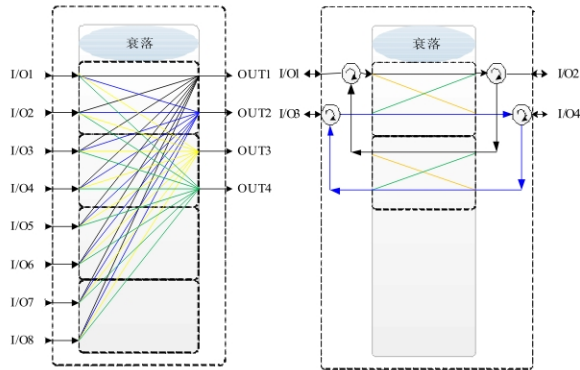 衰落
衰落
I/O1
OUT1
I/O1
I/O2
I/O2
OUT2
I/O3
I/O4
I/O3
OUT3
I/O4
OUT4
I/O5
I/O6
I/O7
I/O8